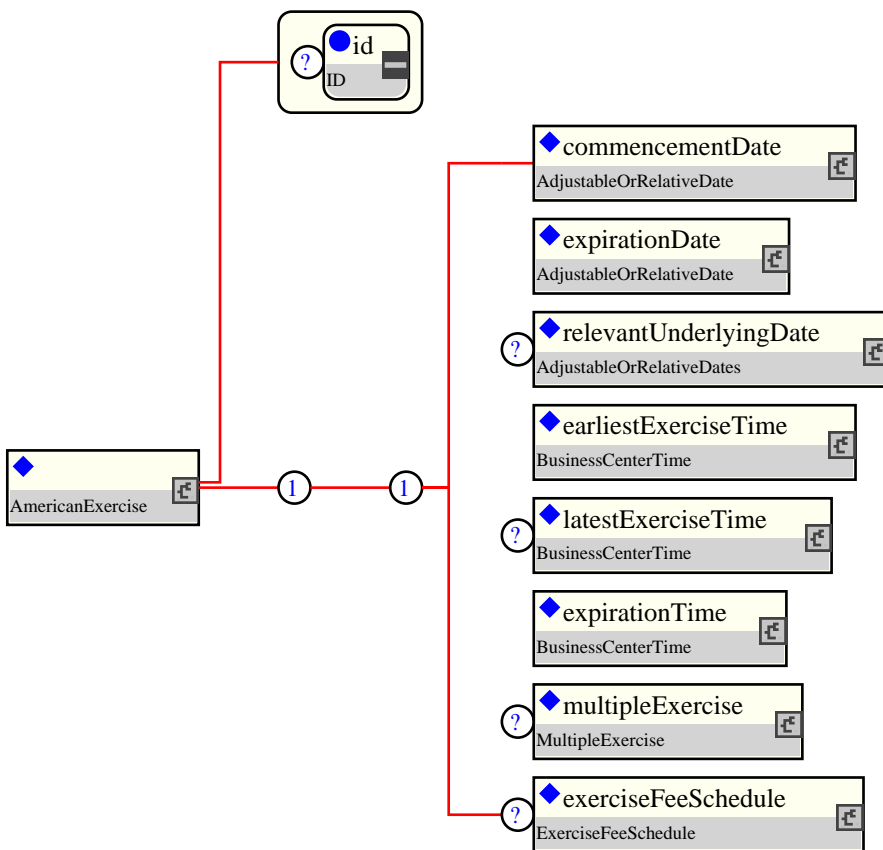 id
?
ID
commencementDate
AdjustableOrRelativeDate
expirationDate
AdjustableOrRelativeDate
relevantUnderlyingDate
?
AdjustableOrRelativeDates
earliestExerciseTime
BusinessCenterTime
AmericanExercise
1
1
latestExerciseTime
?
BusinessCenterTime
expirationTime
BusinessCenterTime
multipleExercise
?
MultipleExercise
exerciseFeeSchedule
?
ExerciseFeeSchedule